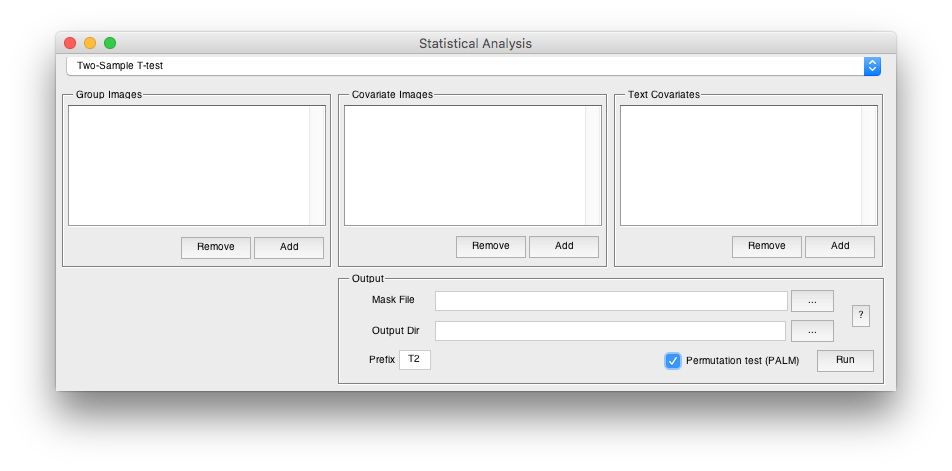 Statistical Analysis
Two-Sample T-test
Group Images
Covariate Images
Text Covariates
Remove
Add
Remove
Add
Remove
Add
Output
Mask File
...
?
Output Dir
...
Prefix
T2
Permutation test (PALM)
Run